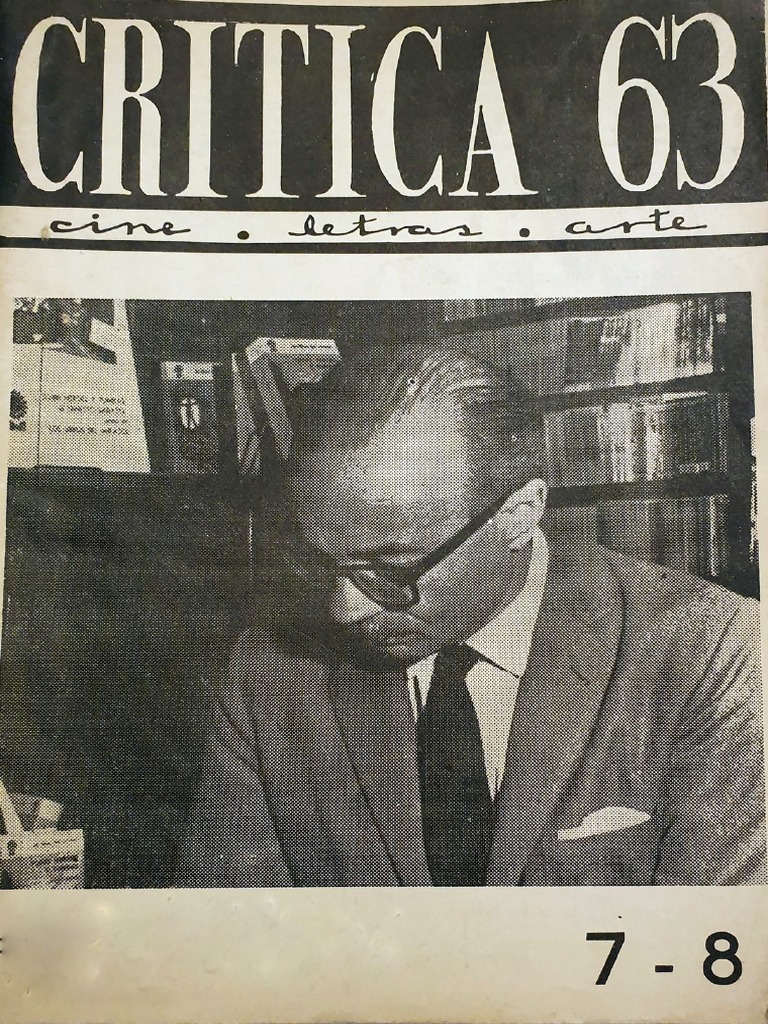 CRITICA 63
cine . letras . arte
7 - 8